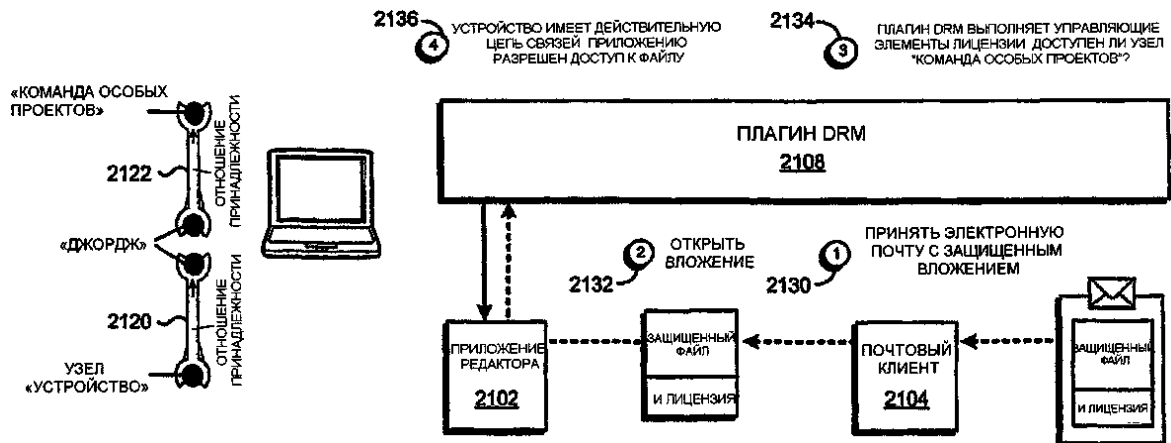 2136
4
УСТРОЙСТВО ИМЕЕТ ДЕЙСТВИТЕЛЬНУЮ
ЦЕПЬ СВЯЗЕЙ ПРИЛОЖЕНИЮ
РАЗРЕШЕН ДОСТУП К ФАЙЛУ
2134
3
ПЛАГИН DRM ВЫПОЛНЯЕТ УПРАВЛЯЮЩИЕ
ЭЛЕМЕНТЫ ЛИЦЕНЗИИ ДОСТУПЕН ЛИ УЗЕЛ
"КОМАНДА ОСОБЫХ ПРОЕКТОВ"?
«КОМАНДА ОСОБЫХ
ПРОЕКТОВ»
2122
ОТНОШЕНИЕ
ПРИНАДЛЕЖНОСТИ
«ДЖОРДЖ»
2120
ОТНОШЕНИЕ
ПРИНАДЛЕЖНОСТИ
УЗЕЛ
«УСТРОЙСТВО»
ПЛАГИН DRM
2108
2
2132
ОТКРЫТЬ
ВЛОЖЕНИЕ
1
2130
ПРИНЯТЬ ЭЛЕКТРОННУЮ
ПОЧТУ С ЗАЩИЩЕННЫМ
ВЛОЖЕНИЕМ
ПРИЛОЖЕНИЕ
РЕДАКТОРА
2102
ЗАЩИЩЕННЫЙ
ФАЙЛ
И ЛИЦЕНЗИЯ
ПОЧТОВЫЙ
КЛИЕНТ
2104
ЗАЩИЩЕННЫЙ
ФАЙЛ
И ЛИЦЕНЗИЯ